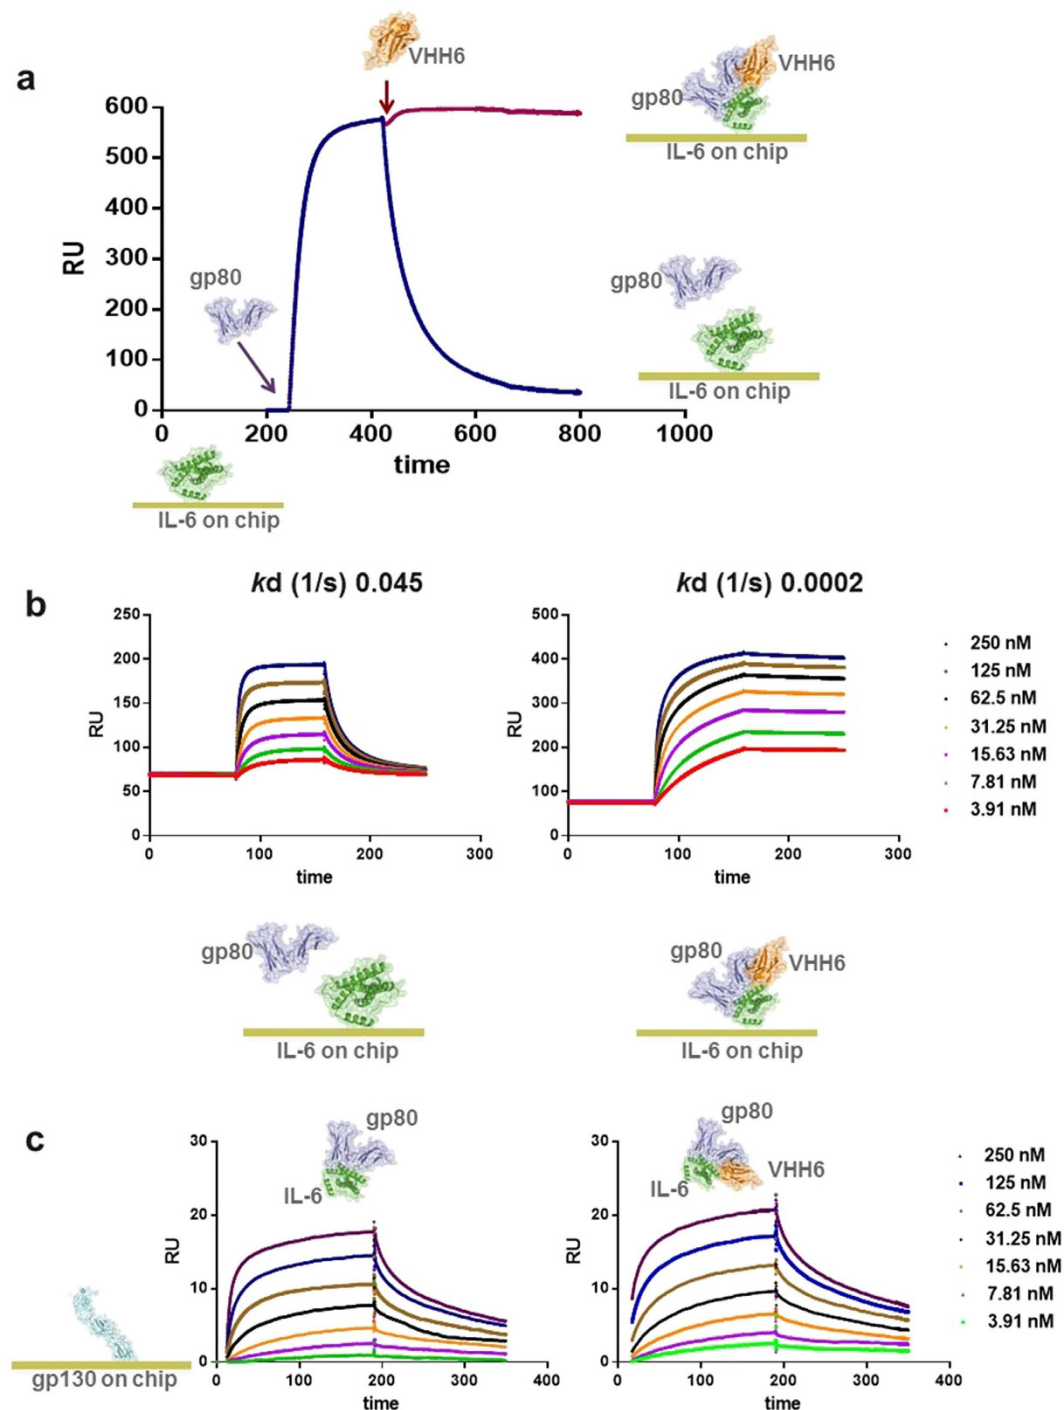 a
VHH6
600
500
400
300
200
100
0
RU
gp80
0
200
400
600
800
1000
time
IL-6 on chip
gp80
VHH6
IL-6 on chip
gp80
IL-6 on chip
b
kd (1/s) 0.045
250
200
150
100
50
0
RU
0
100
200
300
time
kd (1/s) 0.0002
500
400
300
200
100
0
RU
0
100
200
300
time
250 nM
125 nM
62.5 nM
31.25 nM
15.63 nM
7.81 nM
3.91 nM
gp80
IL-6 on chip
gp80
VHH6
IL-6 on chip
c
gp130 on chip
30
20
10
0
RU
gp80
IL-6
0
100
200
300
400
time
30
20
10
0
RU
gp80
IL-6
VHH6
0
100
200
300
400
time
250 nM
125 nM
62.5 nM
31.25 nM
15.63 nM
7.81 nM
3.91 nM